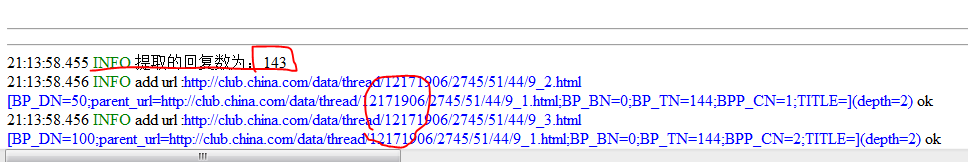 21:13:58.455 INFO 提取的回复数为：143
21:13:58.456 INFO add url :http://club.china.com/data/thread/12171906/2745/51/44/9_2.html
[BP_DN=50;parent_url=http://club.china.com/data/thread/12171906/2745/51/44/9_1.html;BP_BN=0;BP_TN=144;BPP_CN=1;TITLE=](depth=2) ok
21:13:58.456 INFO add url :http://club.china.com/data/thread/12171906/2745/51/44/9_3.html
[BP_DN=100;parent_url=http://club.china.com/data/thread/12171906/2745/51/44/9_1.html;BP_BN=0;BP_TN=144;BPP_CN=2;TITLE=](depth=2) ok